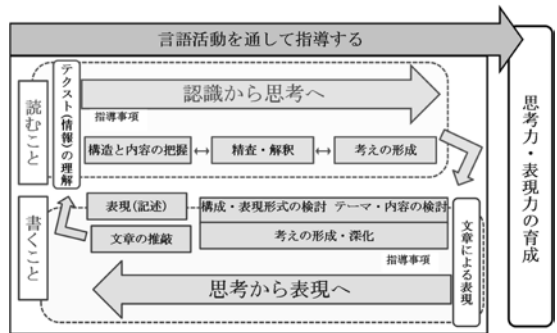 言語活動を通して指導する
読むこと
テクスト(情報)の理解
認識から思考へ
指導事項
構造と内容の把握
精査・解釈
考えの形成
書くこと
表現(記述)
構成・表現形式の検討 テーマ・内容の検討
文章の推敲
考えの形成・深化
指導事項
思考から表現へ
文章による表現
思考力・表現力の育成